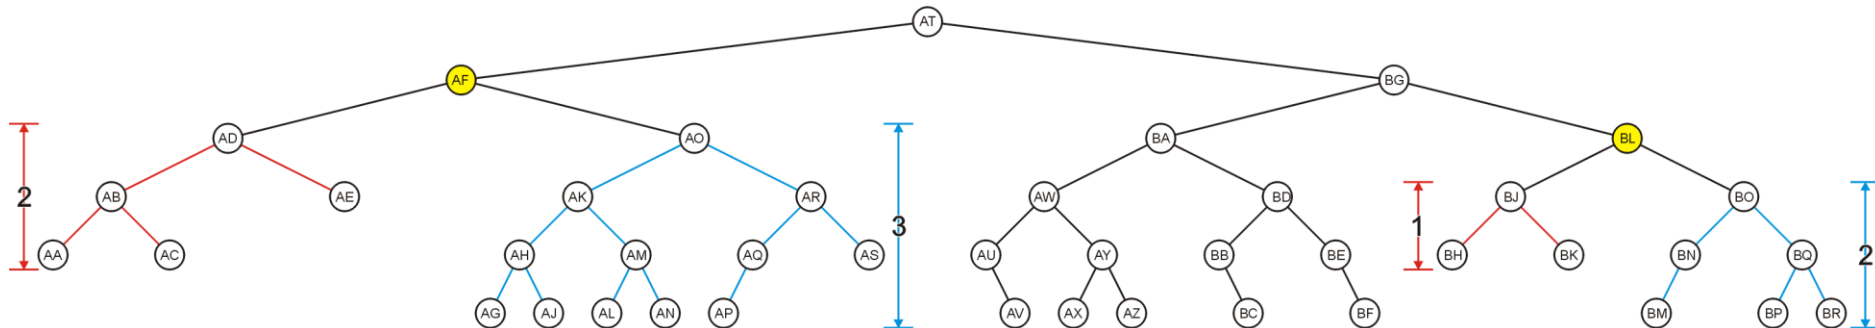 AT
AF BG
AD AO BA BL
2 AB AE AK AR AW BD 1 BJ BO
3
AA AC AH AM AQ AS AU AY BB BE BH BK BN BQ 2
AG AJ AL AN AP AV AX AZ BC BF BM BP BR